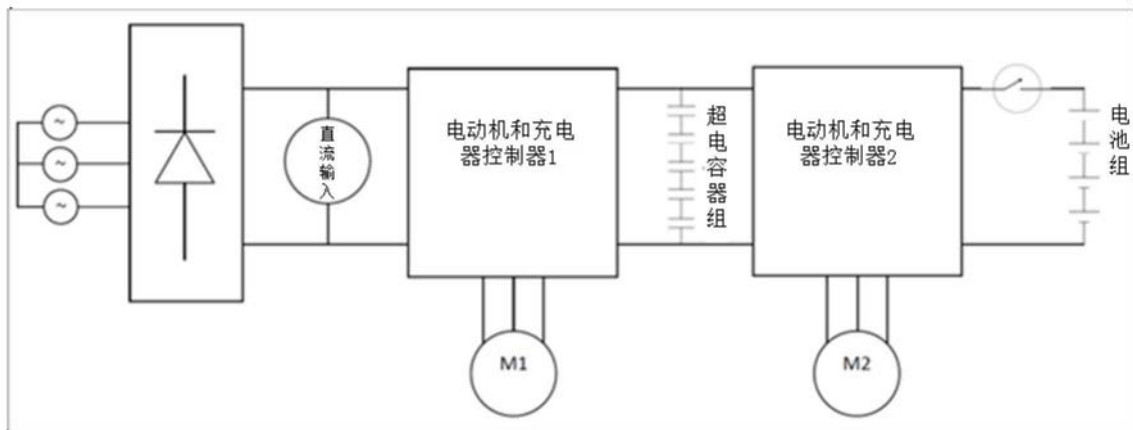 ~
~
~
直流输入
电动机和充电
器控制器1
超电容器组
电动机和充电
器控制器2
电池组
M1
M2